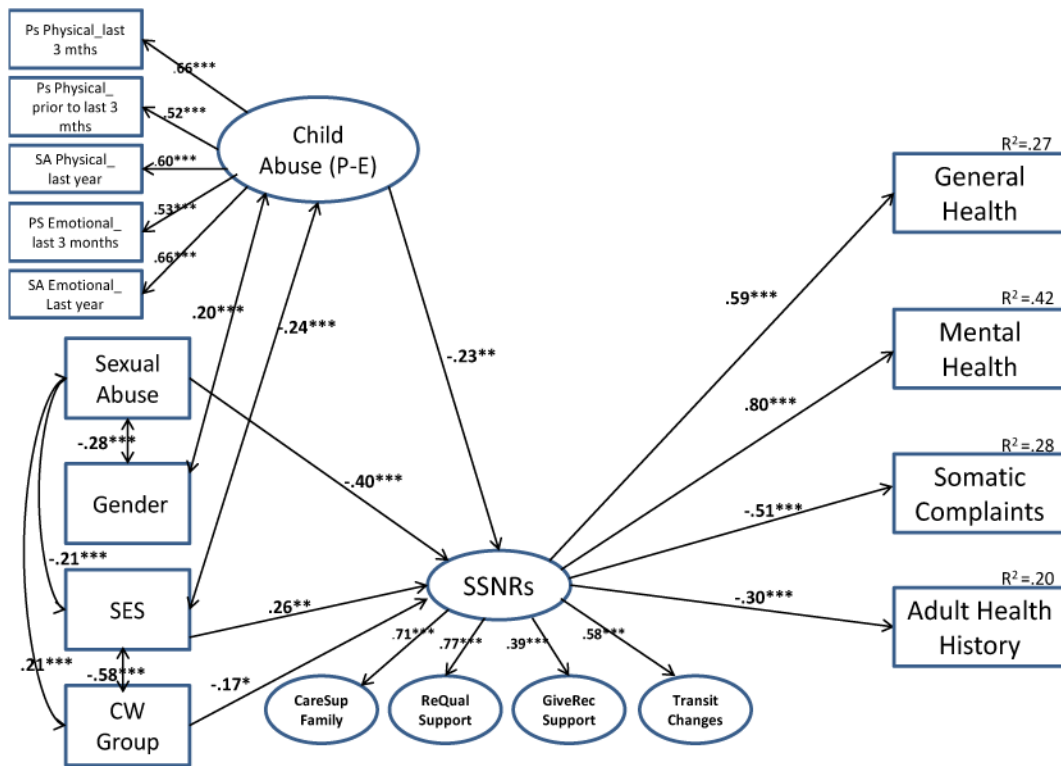 Ps Physical_last
3 mths
.66***
Ps Physical_
prior to last 3
mths
.52***
SA Physical_
last year
.60***
PS Emotional_
last 3 months
.53***
SA Emotional_
Last year
.66***
Child
Abuse (P-E)
.20***
-.24***
-.23**
Sexual
Abuse
-.28***
Gender
-.40***
-.21***
SES
.26**
.21***
-.58***
CW
Group
-.17*
SSNRs
.71***
.77***
.39***
.58***
CareSup
Family
ReQual
Support
GiveRec
Support
Transit
Changes
R²=.27
General
Health
.59***
R²=.42
Mental
Health
.80***
R²=.28
Somatic
Complaints
-.51***
R²=.20
Adult Health
History
-.30***